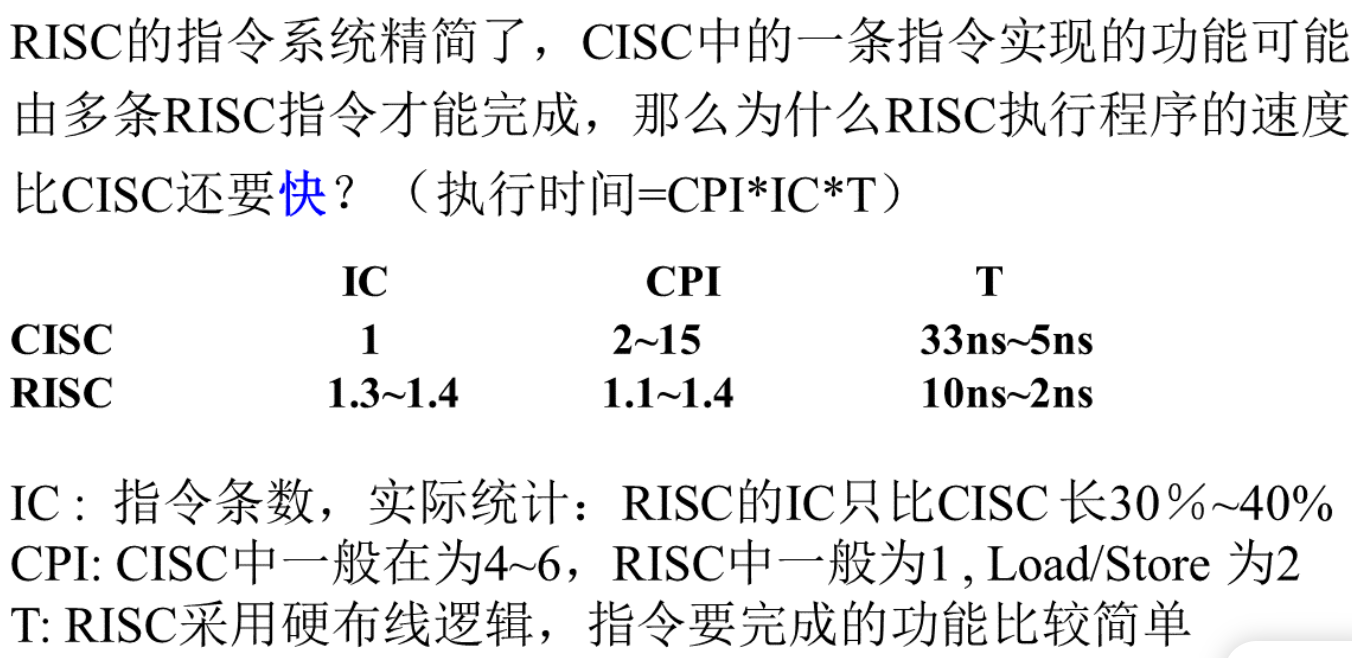 RISC的指令系统精简了，CISC中的一条指令实现的功能可能
由多条RISC指令才能完成，那么为什么RISC执行程序的速度
比CISC还要快？（执行时间=CPI*IC*T）
IC CPI T
CISC 1 2~15 33ns~5ns
RISC 1.3~1.4 1.1~1.4 10ns~2ns
IC : 指令条数，实际统计：RISC的IC只比CISC 长30％~40%
CPI: CISC中一般在为4~6，RISC中一般为1 , Load/Store 为2
T: RISC采用硬布线逻辑，指令要完成的功能比较简单